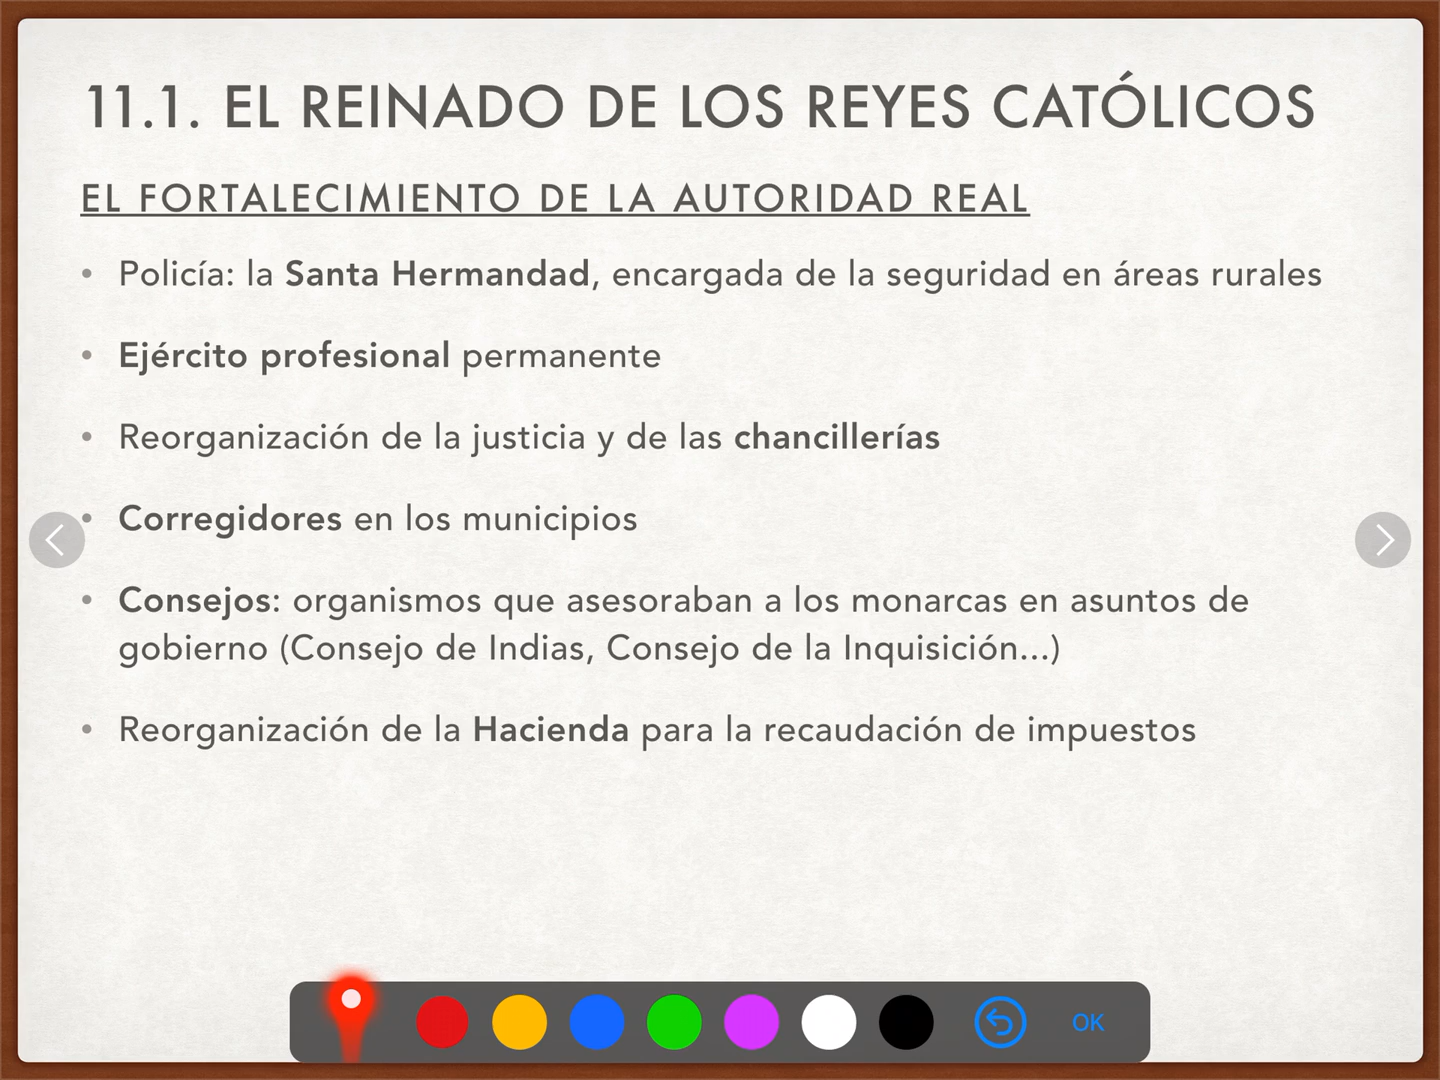 11.1. EL REINADO DE LOS REYES CATÓLICOS
EL FORTALECIMIENTO DE LA AUTORIDAD REAL
• Policía: la Santa Hermandad, encargada de la seguridad en áreas rurales
• Ejército profesional permanente
• Reorganización de la justicia y de las chancillerías
• Corregidores en los municipios
• Consejos: organismos que asesoraban a los monarcas en asuntos de
gobierno (Consejo de Indias, Consejo de la Inquisición...)
• Reorganización de la Hacienda para la recaudación de impuestos
OK